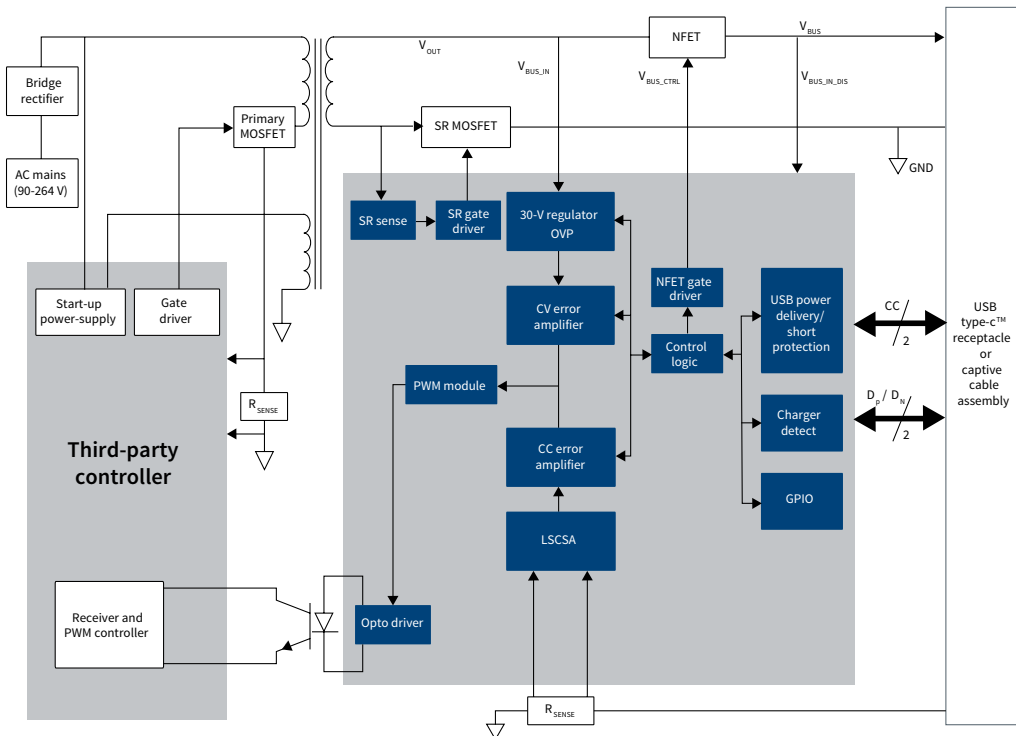 Bridge
rectifier
AC mains
(90-264 V)
Primary
MOSFET
V_OUT
V_BUS_IN
NFET
V_BUS_CTRL
V_BUS
V_BUS_IN_DIS
SR MOSFET
GND
SR sense
SR gate
driver
30-V regulator
OVP
Start-up
power-supply
Gate
driver
CV error
amplifier
NFET gate
driver
Control
logic
USB power
delivery/
short
protection
CC
2
USB
type-c™
receptacle
or
captive
cable
assembly
PWM module
R_SENSE
Third-party
controller
CC error
amplifier
Charger
detect
D_p / D_N
2
GPIO
LSCSA
Receiver and
PWM controller
Opto driver
R_SENSE